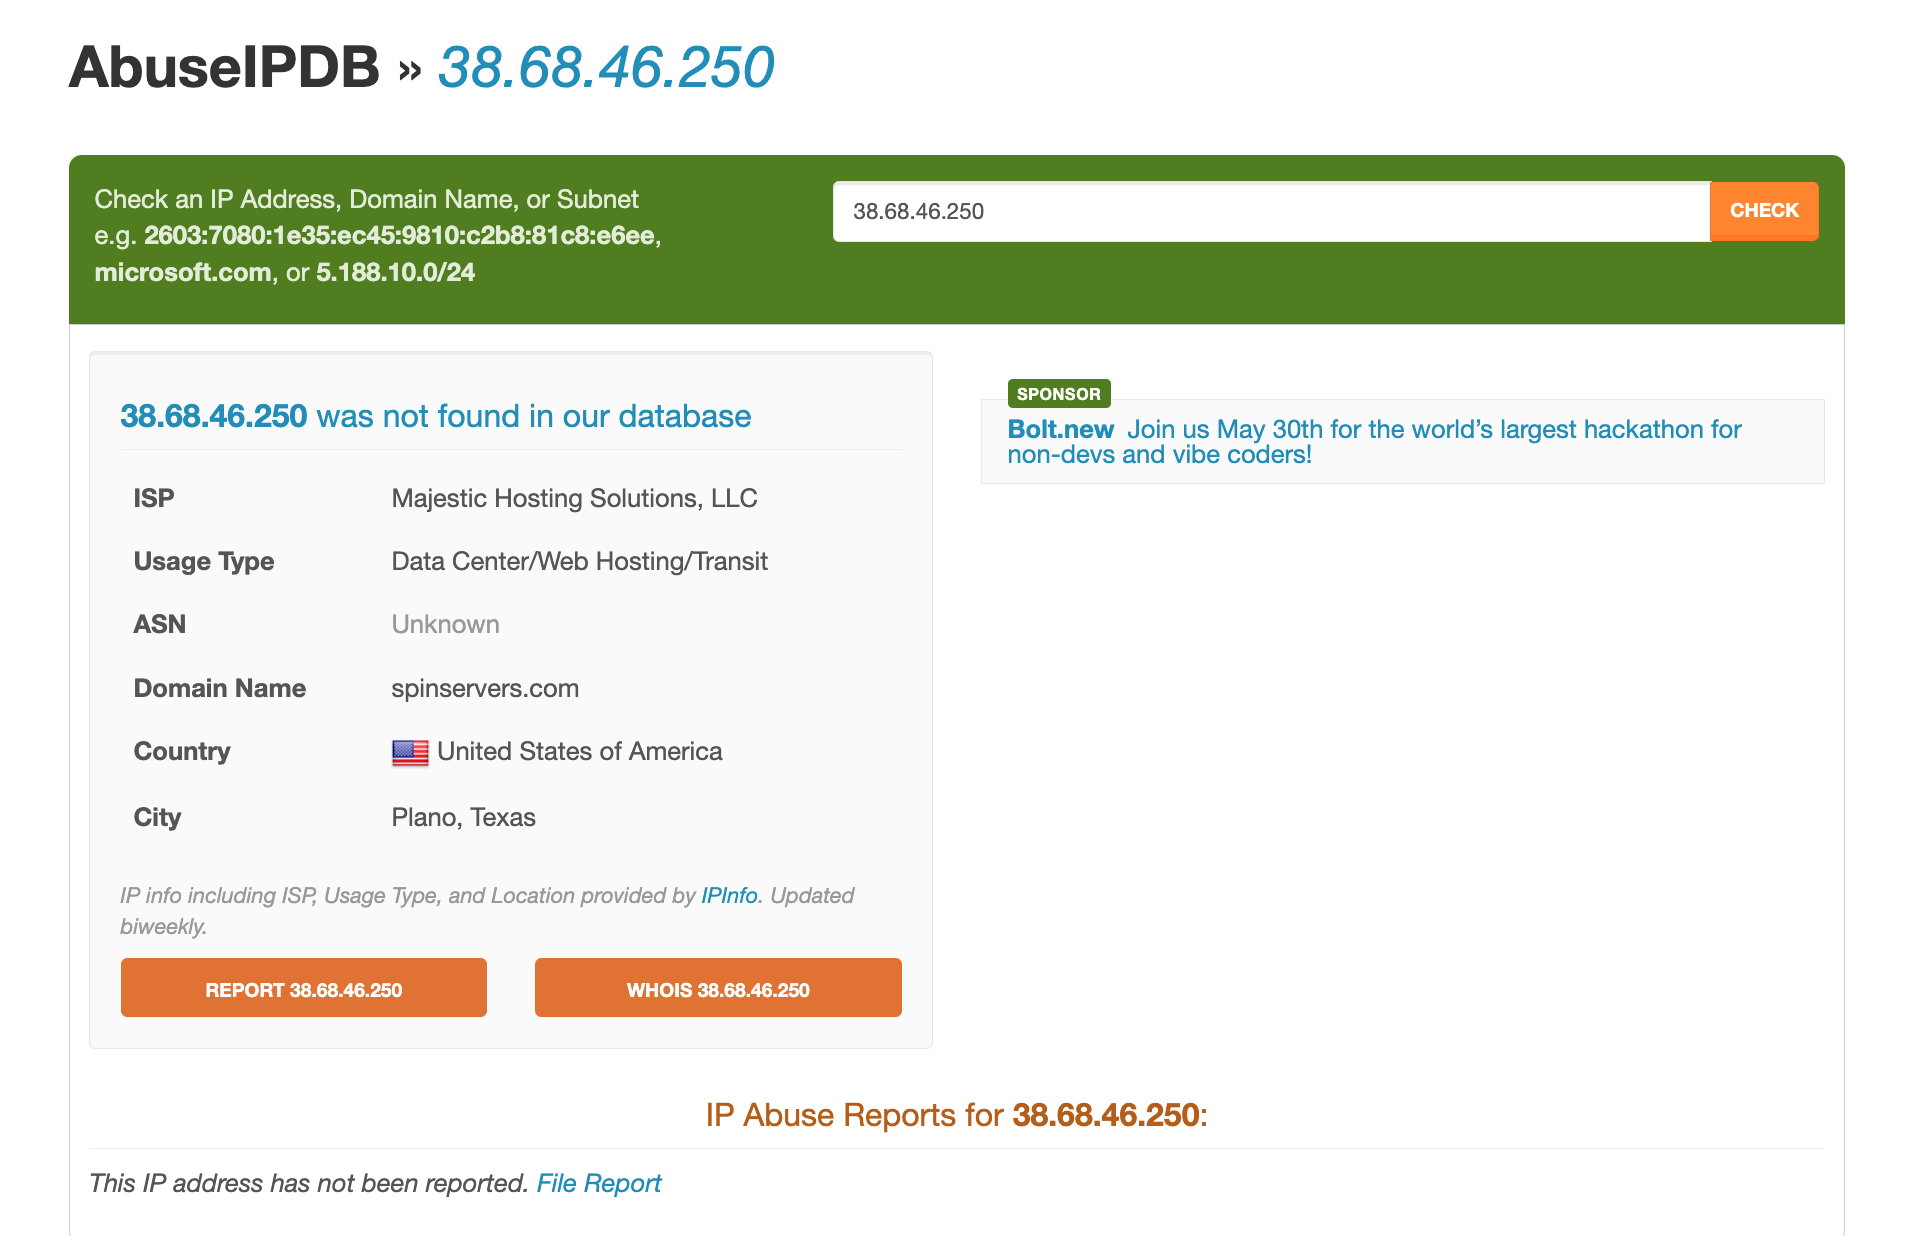 AbuseIPDB » 38.68.46.250
Check an IP Address, Domain Name, or Subnet
e.g. 2603:7080:1e35:ec45:9810:c2b8:81c8:e6ee,
microsoft.com, or 5.188.10.0/24
38.68.46.250
CHECK
38.68.46.250 was not found in our database
ISP Majestic Hosting Solutions, LLC
Usage Type Data Center/Web Hosting/Transit
ASN Unknown
Domain Name spinservers.com
Country United States of America
City Plano, Texas
IP info including ISP, Usage Type, and Location provided by IPInfo. Updated
biweekly.
REPORT 38.68.46.250
WHOIS 38.68.46.250
SPONSOR
Bolt.new Join us May 30th for the world’s largest hackathon for
non-devs and vibe coders!
IP Abuse Reports for 38.68.46.250:
This IP address has not been reported. File Report